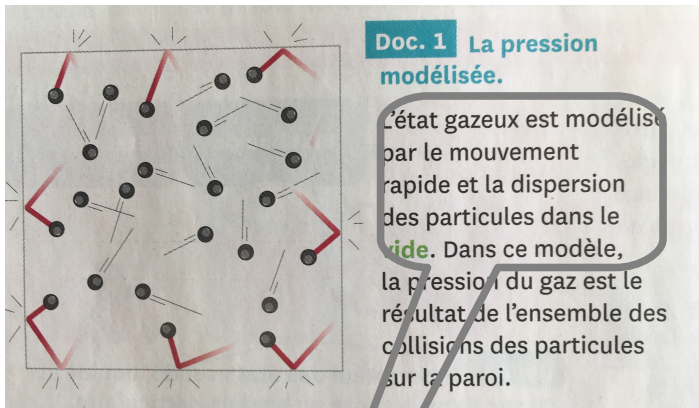 Doc. 1 La pression
modélisée.
L'état gazeux est modélisé
par le mouvement
rapide et la dispersion
des particules dans le
vide. Dans ce modèle,
la pression du gaz est le
résultat de l'ensemble des
collisions des particules
sur la paroi.